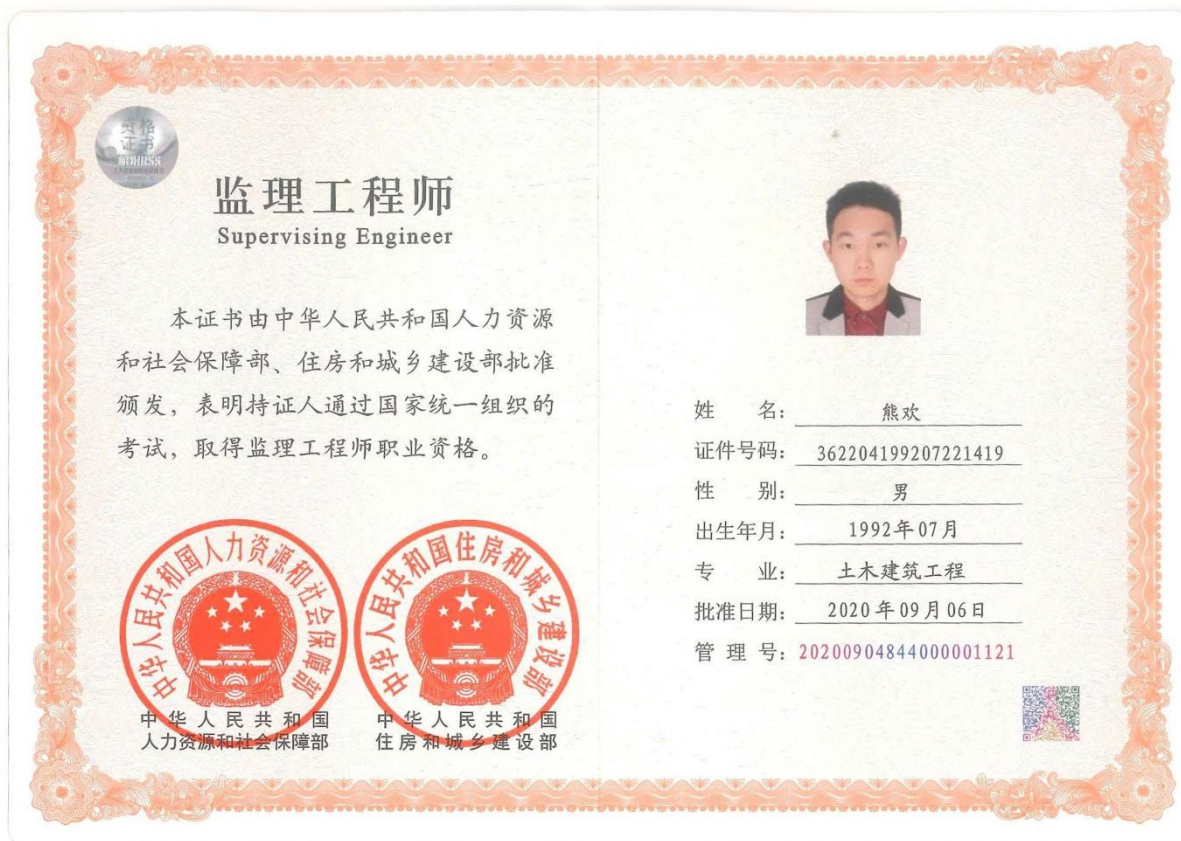 资格
证书
MOHRSS
监理工程师
Supervising Engineer
本证书由中华人民共和国人力资源
和社会保障部、住房和城乡建设部批准
颁发，表明持证人通过国家统一组织的
考试，取得监理工程师职业资格。
中华人民共和国人力资源和社会保障部
中华人民共和国住房和城乡建设部
中华人民共和国
人力资源和社会保障部
中华人民共和国
住房和城乡建设部
姓 名： 熊欢
证件号码： 362204199207221419
性 别： 男
出生年月： 1992年07月
专 业： 土木建筑工程
批准日期： 2020年09月06日
管 理 号： 20200904844000001121